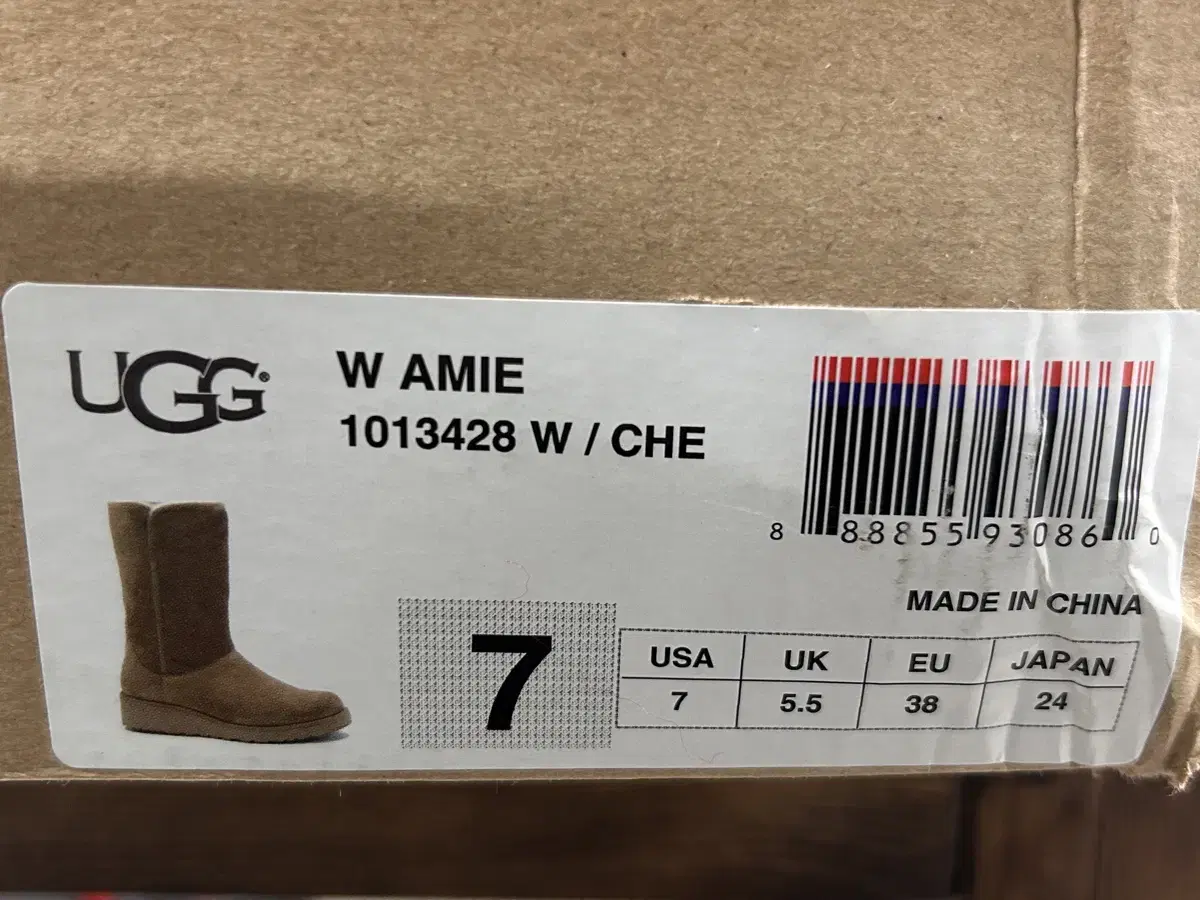 UGG®
W AMIE
1013428 W / CHE
8 88855 93086 0
MADE IN CHINA
7
USA UK EU JAPAN
7 5.5 38 24